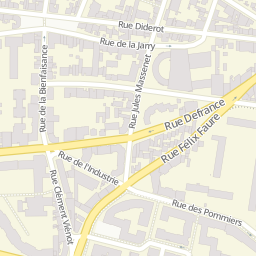 Rue Diderot
Rue de la Jarry
Rue de la Bienfaisance
Rue Jules Massenet
Rue Defrance
Rue Félix Faure
Rue de l'Industrie
Rue Clément Viénot
Rue des Pommiers